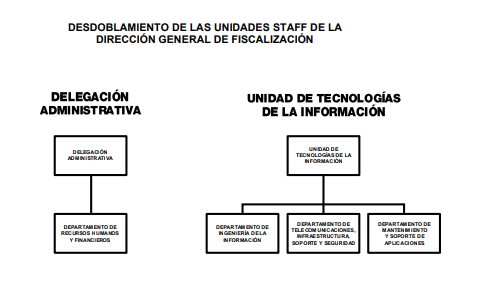 DESDOBLAMIENTO DE LAS UNIDADES STAFF DE LA
DIRECCIÓN GENERAL DE FISCALIZACIÓN
DELEGACIÓN
ADMINISTRATIVA
UNIDAD DE TECNOLOGÍAS
DE LA INFORMACIÓN
DELEGACIÓN
ADMINISTRATIVA
UNIDAD DE
TECNOLOGÍAS DE LA
INFORMACIÓN
DEPARTAMENTO DE
RECURSOS HUMANOS
Y FINANCIEROS
DEPARTAMENTO DE
INGENIERÍA DE LA
INFORMACIÓN
DEPARTAMENTO DE
TELECOMUNICACIONES,
INFRAESTRUCTURA,
SOPORTE Y SEGURIDAD
DEPARTAMENTO DE
MANTENIMIENTO
Y SOPORTE DE
APLICACIONES